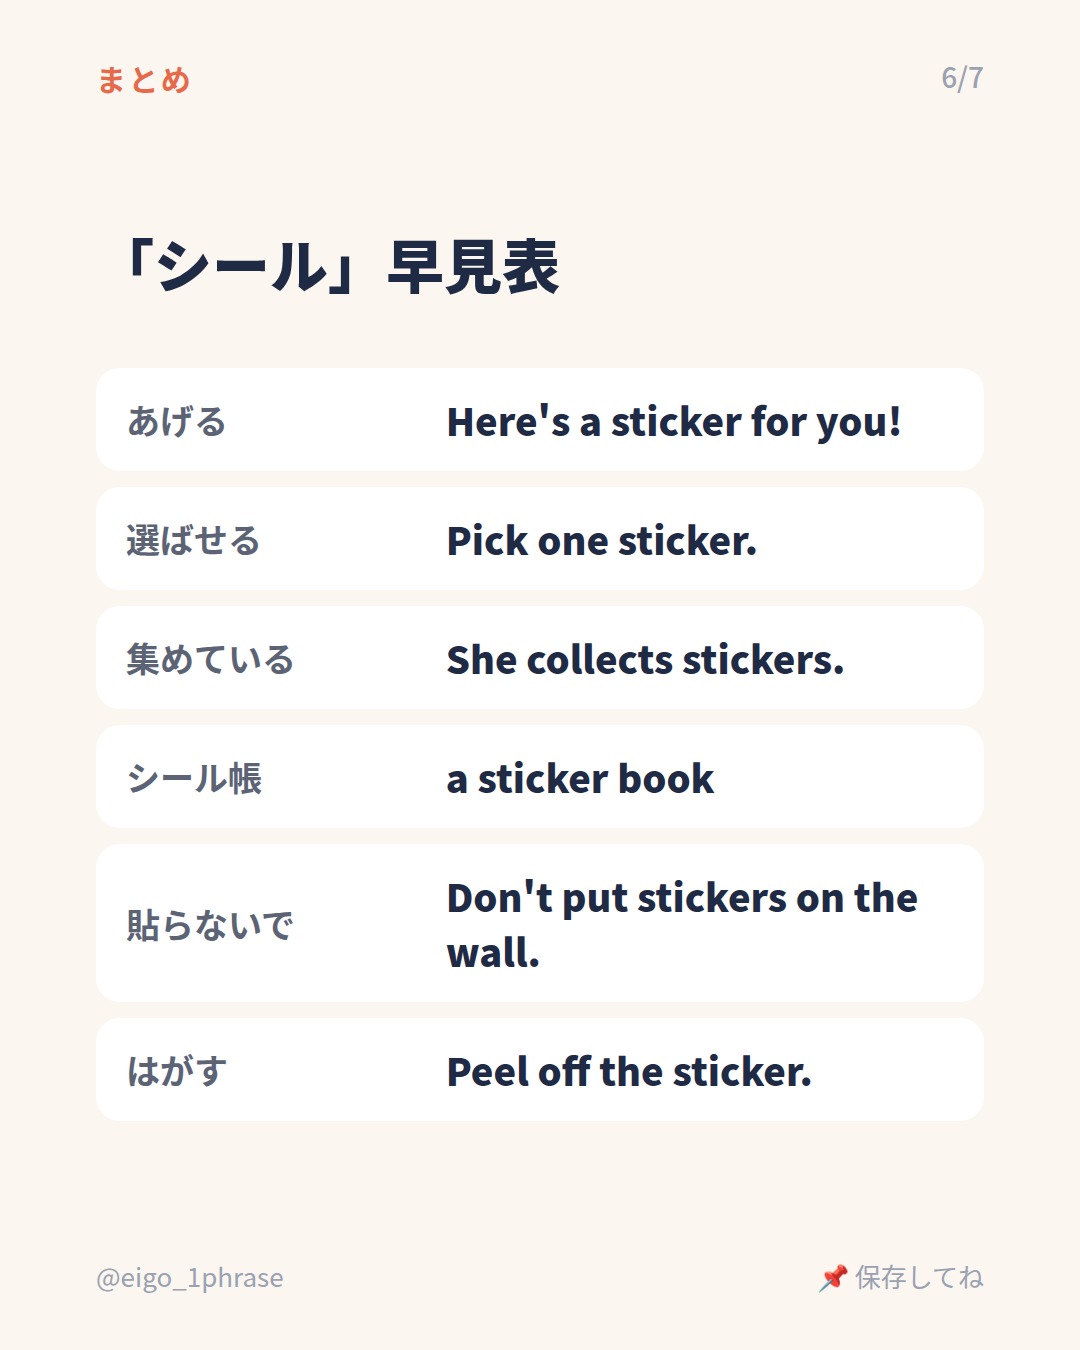 まとめ
6/7
「シール」早見表
あげる
Here's a sticker for you!
選ばせる
Pick one sticker.
集めている
She collects stickers.
シール帳
a sticker book
貼らないで
Don't put stickers on the
wall.
はがす
Peel off the sticker.
@eigo_1phrase
📌 保存してね